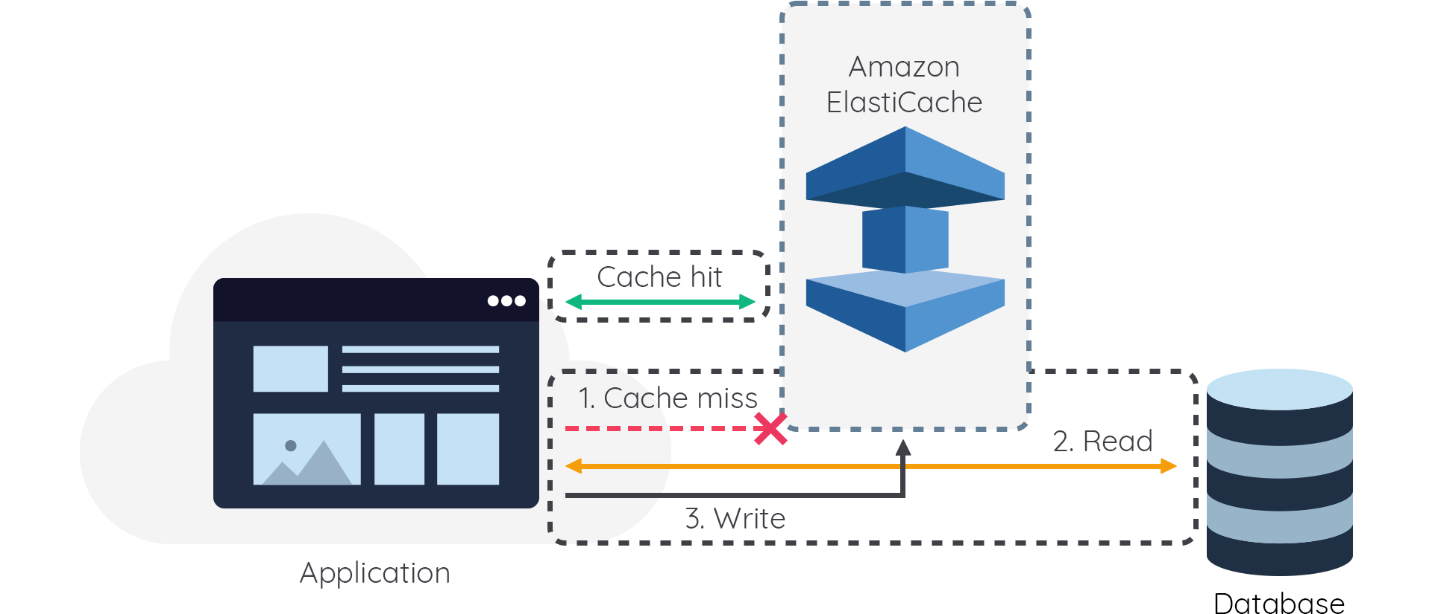 Amazon
ElastiCache
Cache hit
1. Cache miss
2. Read
3. Write
Application
Database